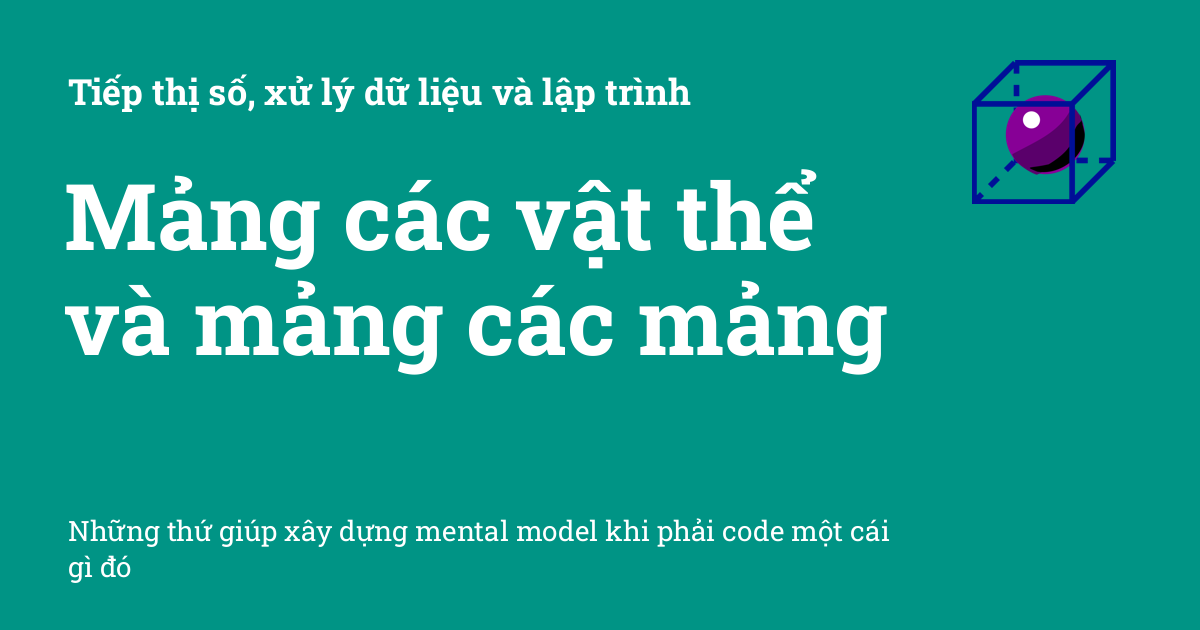 Tiếp thị số, xử lý dữ liệu và lập trình
Mảng các vật thể
và mảng các mảng
Những thứ giúp xây dựng mental model khi phải code một cái
gì đó